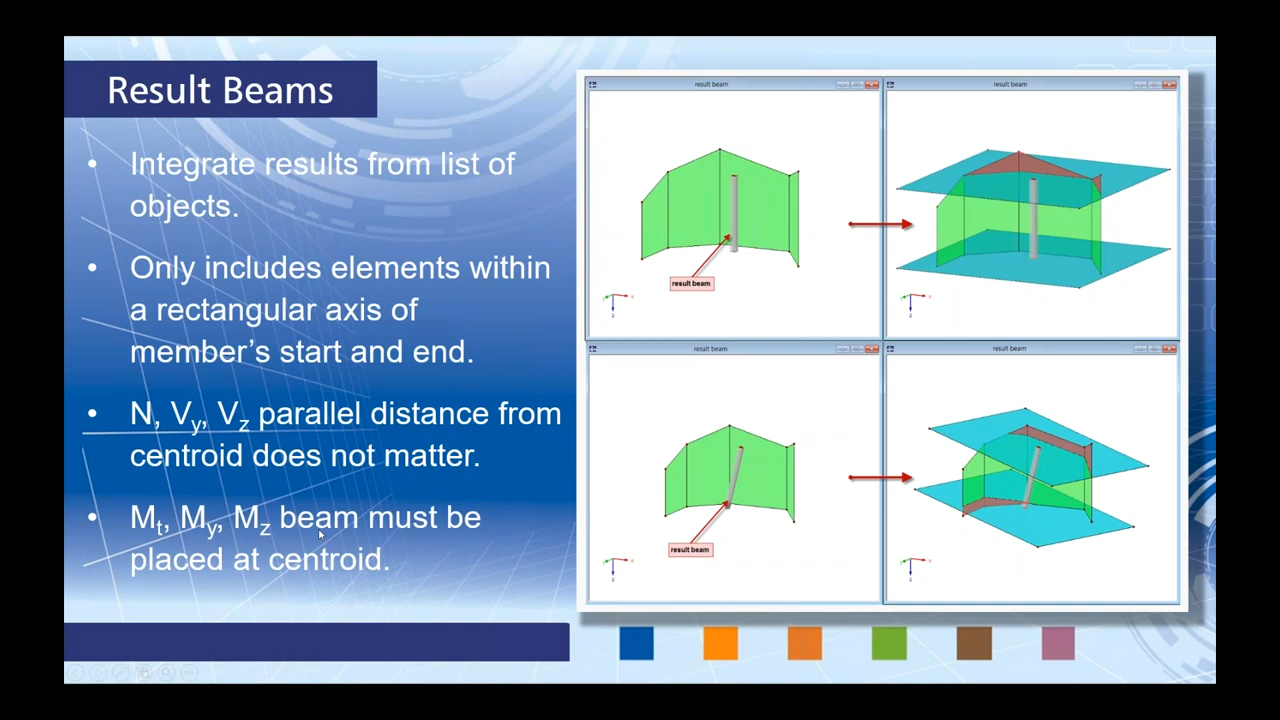 Result Beams
• Integrate results from list of
objects.
• Only includes elements within
a rectangular axis of
member's start and end.
• N, Vy, Vz parallel distance from
centroid does not matter.
• Mt, My, Mz beam must be
placed at centroid.
result beam
result beam
result beam
result beam
result beam
result beam